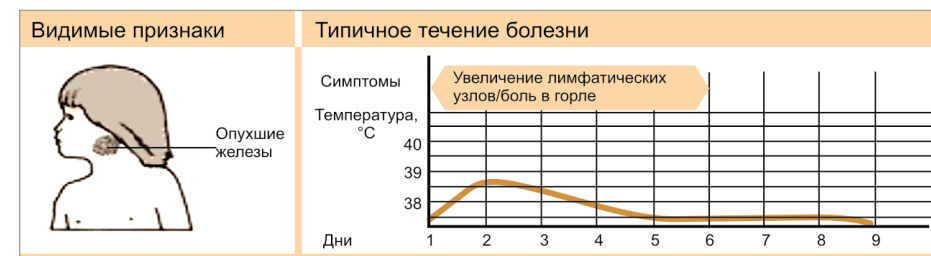 Видимые признаки
Опухшие
железы
Типичное течение болезни
Симптомы
Увеличение лимфатических
узлов/боль в горле
Температура,
°C
40
39
38
Дни
1 2 3 4 5 6 7 8 9